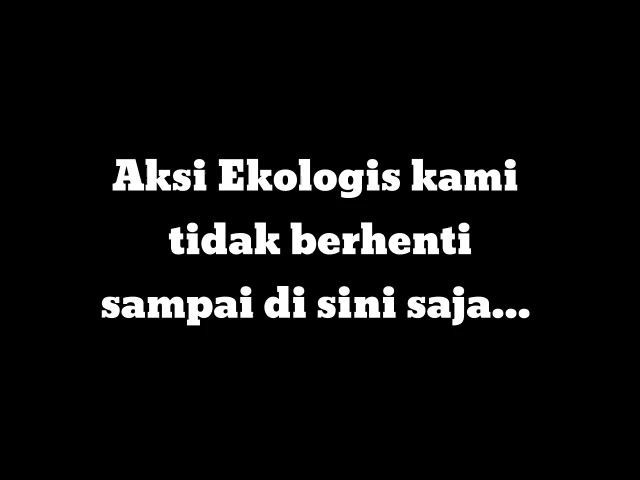 Aksi Ekologis kami
tidak berhenti
sampai di sini saja...